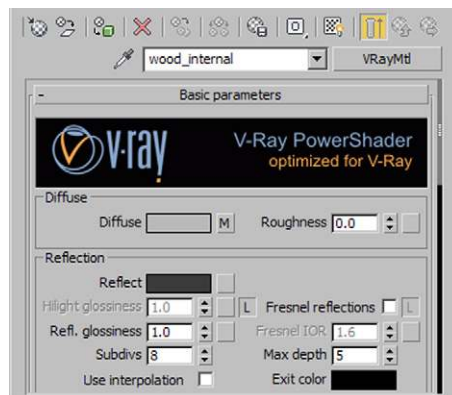 wood_internal VRayMtl
- Basic parameters
v·ray V-Ray PowerShader
optimized for V-Ray
Diffuse
Diffuse M Roughness 0.0
Reflection
Reflect
Hilight glossiness 1.0 L Fresnel reflections L
Refl. glossiness 1.0 Fresnel IOR 1.6
Subdivs 8 Max depth 5
Use interpolation Exit color